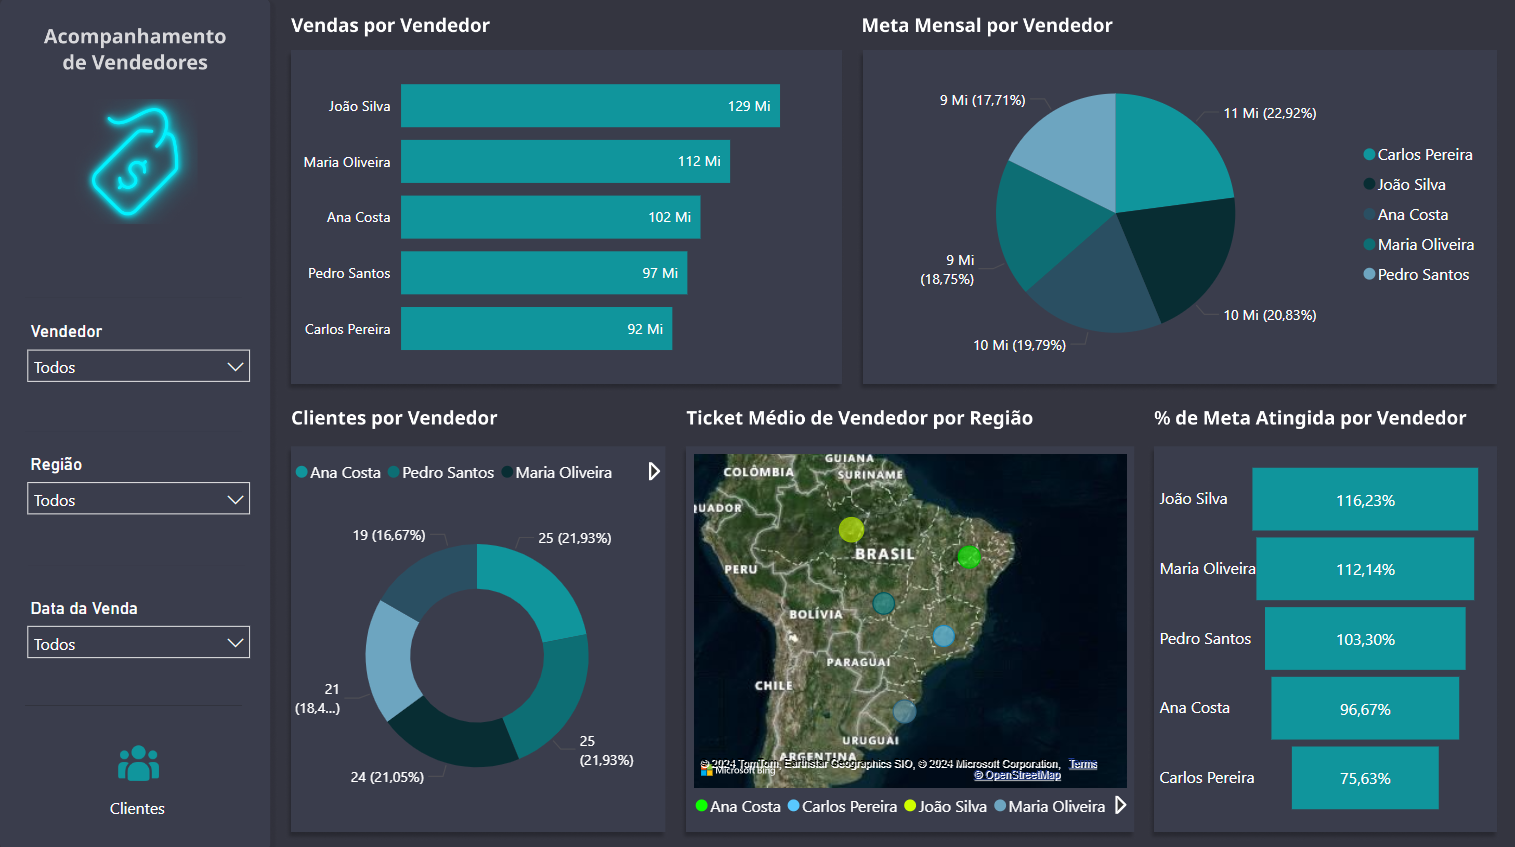 Acompanhamento
de Vendedores
Vendedor
Todos
Região
Todos
Data da Venda
Todos
Clientes
Vendas por Vendedor
João Silva
129 Mi
Maria Oliveira
112 Mi
Ana Costa
102 Mi
Pedro Santos
97 Mi
Carlos Pereira
92 Mi
Meta Mensal por Vendedor
9 Mi (17,71%)
11 Mi (22,92%)
9 Mi
(18,75%)
10 Mi (19,79%)
10 Mi (20,83%)
Carlos Pereira
João Silva
Ana Costa
Maria Oliveira
Pedro Santos
Clientes por Vendedor
Ana Costa
Pedro Santos
Maria Oliveira
19 (16,67%)
25 (21,93%)
21
(18,4...)
25
(21,93%)
24 (21,05%)
Ticket Médio de Vendedor por Região
GUIANA
COLÔMBIA
SURINAME
QUADOR
BRASIL
PERU
BOLÍVIA
PARAGUAI
CHILE
URUGUAI
ARGENTINA
© 2024 TomTom, Earthstar Geographics SIO, © 2024 Microsoft Corporation, Terms
Microsoft Bing
© OpenStreetMap
Ana Costa
Carlos Pereira
João Silva
Maria Oliveira
% de Meta Atingida por Vendedor
João Silva
116,23%
Maria Oliveira
112,14%
Pedro Santos
103,30%
Ana Costa
96,67%
Carlos Pereira
75,63%